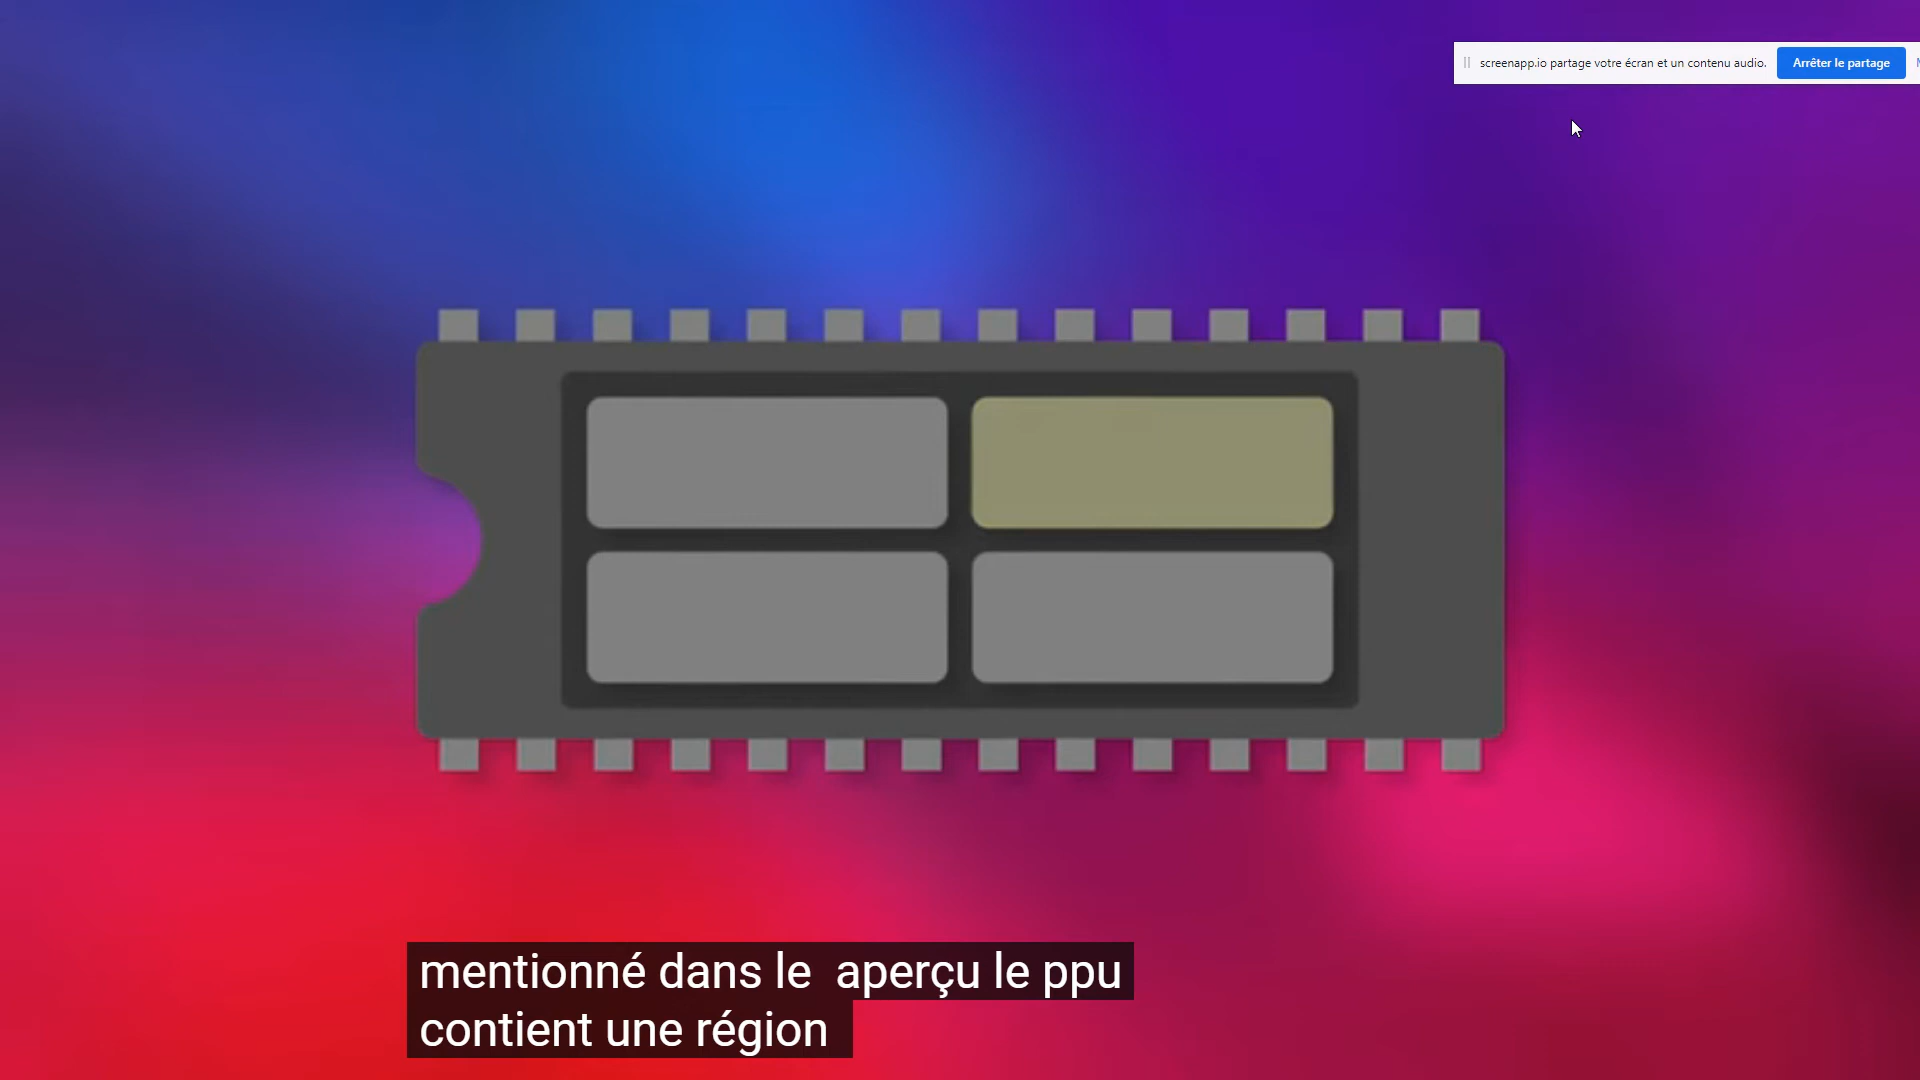 screenapp.io partage votre écran et un contenu audio.
Arrêter le partage
mentionné dans le  aperçu le ppu
contient une région